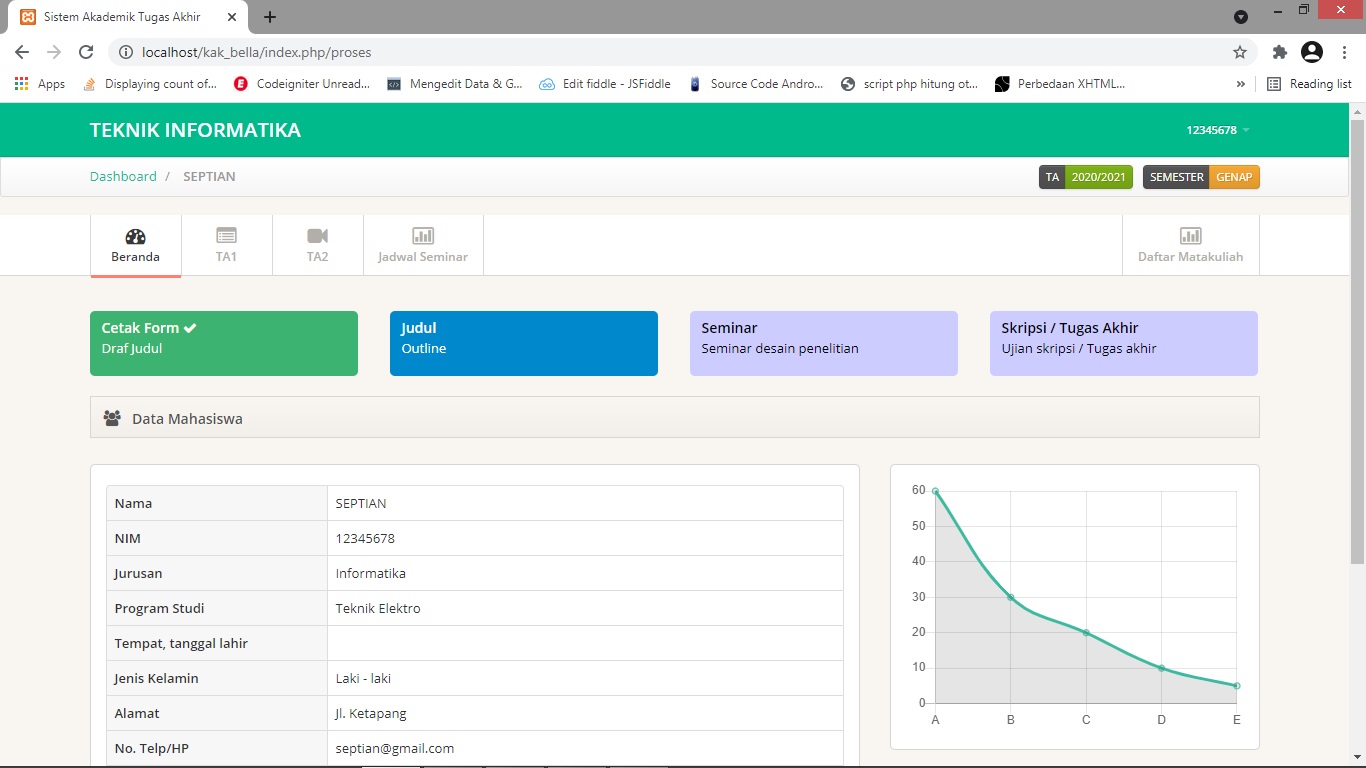 Sistem Akademik Tugas Akhir
localhost/kak_bella/index.php/proses
Apps
Displaying count of...
Codeigniter Unread...
Mengedit Data & G...
Edit fiddle - JSFiddle
Source Code Andro...
script php hitung ot...
Perbedaan XHTML...
»
Reading list
TEKNIK INFORMATIKA
12345678
Dashboard / SEPTIAN
TA 2020/2021
SEMESTER GENAP
Beranda
TA1
TA2
Jadwal Seminar
Daftar Matakuliah
Cetak Form
Draf Judul
Judul
Outline
Seminar
Seminar desain penelitian
Skripsi / Tugas Akhir
Ujian skripsi / Tugas akhir
Data Mahasiswa
Nama SEPTIAN
NIM 12345678
Jurusan Informatika
Program Studi Teknik Elektro
Tempat, tanggal lahir
Jenis Kelamin Laki - laki
Alamat Jl. Ketapang
No. Telp/HP septian@gmail.com
60
50
40
30
20
10
0
A B C D E